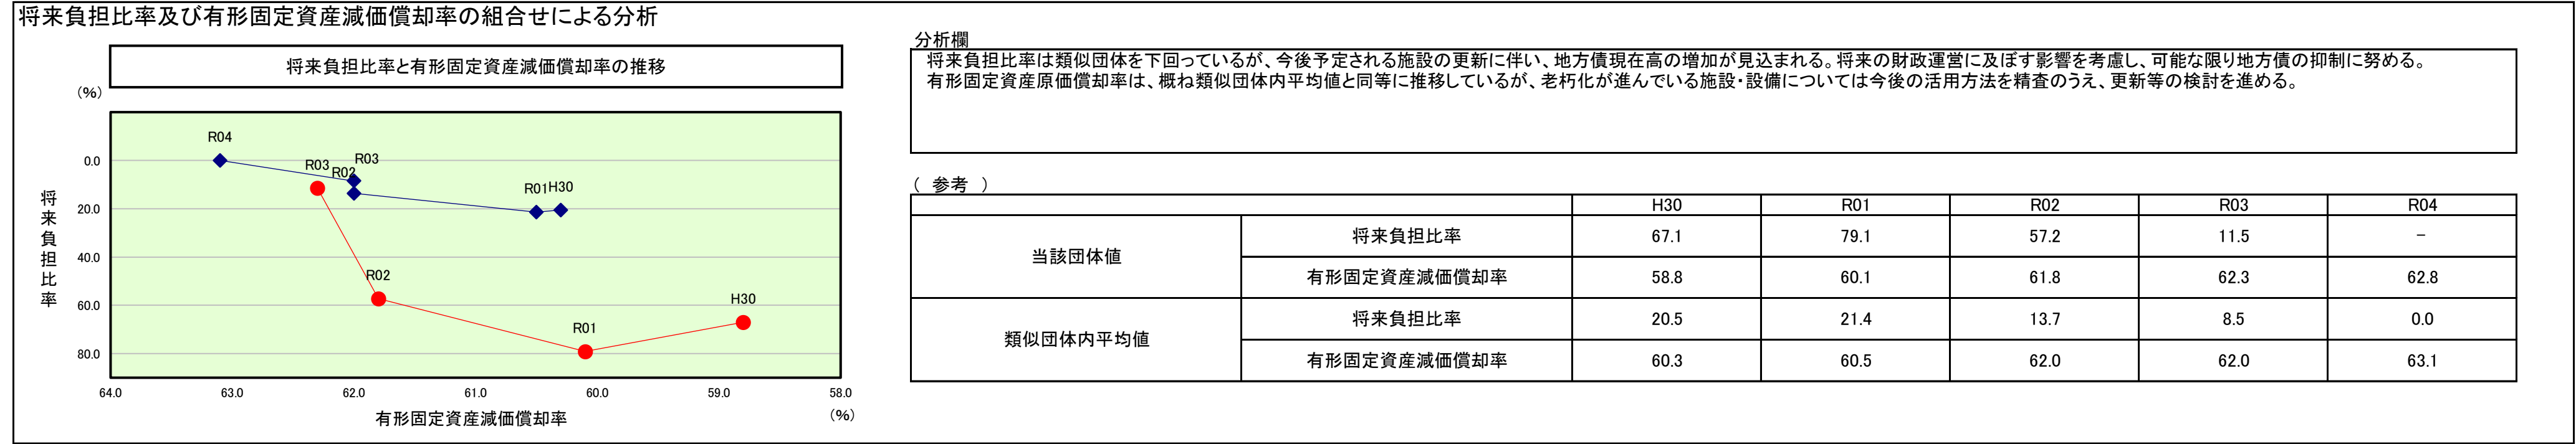 将来負担比率及び有形固定資産減価償却率の組合せによる分析
将来負担比率と有形固定資産減価償却率の推移
(%)
R04
R03
R03
R02
R01
H30
R02
R01
H30
0.0
20.0
40.0
60.0
80.0
将来負担比率
64.0 63.0 62.0 61.0 60.0 59.0 58.0
有形固定資産減価償却率
(%)
分析欄
将来負担比率は類似団体を下回っているが、今後予定される施設の更新に伴い、地方債現在高の増加が見込まれる。将来の財政運営に及ぼす影響を考慮し、可能な限り地方債の抑制に努める。
有形固定資産原価償却率は、概ね類似団体内平均値と同等に推移しているが、老朽化が進んでいる施設・設備については今後の活用方法を精査のうえ、更新等の検討を進める。
( 参考 )
H30 R01 R02 R03 R04
当該団体値
将来負担比率 67.1 79.1 57.2 11.5 -
有形固定資産減価償却率 58.8 60.1 61.8 62.3 62.8
類似団体内平均値
将来負担比率 20.5 21.4 13.7 8.5 0.0
有形固定資産減価償却率 60.3 60.5 62.0 62.0 63.1